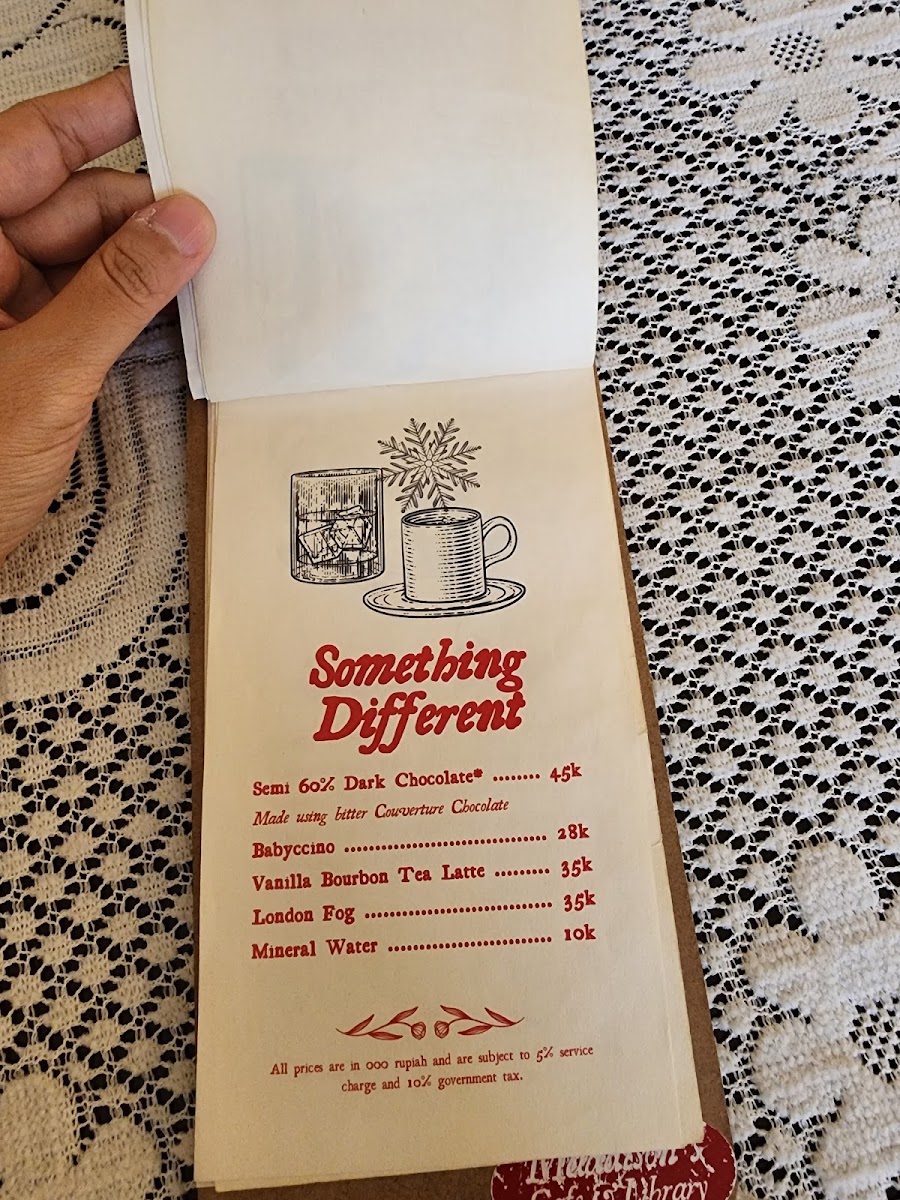 Something
Different
Semi 60% Dark Chocolate* ........ 45k
Made using bitter Couverture Chocolate
Babyccino .................................. 28k
Vanilla Bourbon Tea Latte ......... 35k
London Fog ............................... 35k
Mineral Water ........................... 10k
All prices are in 000 rupiah and are subject to 5% service
charge and 10% government tax.
Cafe & Library